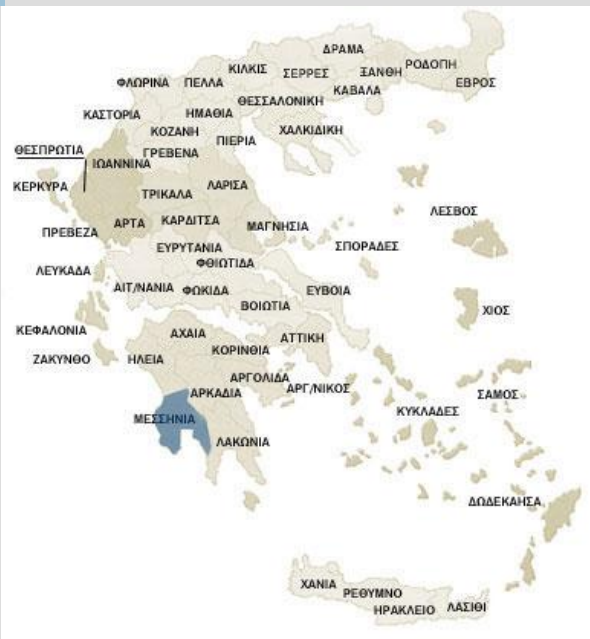 ΔΡΑΜΑ
ΡΟΔΟΠΗ
ΚΙΛΚΙΣ
ΣΕΡΡΕΣ
ΞΑΝΘΗ
ΕΒΡΟΣ
ΦΛΩΡΙΝΑ
ΠΕΛΛΑ
ΚΑΒΑΛΑ
ΘΕΣΣΑΛΟΝΙΚΗ
ΚΑΣΤΟΡΙΑ
ΗΜΑΘΙΑ
ΚΟΖΑΝΗ
ΧΑΛΚΙΔΙΚΗ
ΠΙΕΡΙΑ
ΘΕΣΠΡΩΤΙΑ
ΓΡΕΒΕΝΑ
ΙΩΑΝΝΙΝΑ
ΚΕΡΚΥΡΑ
ΛΑΡΙΣΑ
ΤΡΙΚΑΛΑ
ΛΕΣΒΟΣ
ΑΡΤΑ
ΚΑΡΔΙΤΣΑ
ΜΑΓΝΗΣΙΑ
ΠΡΕΒΕΖΑ
ΕΥΡΥΤΑΝΙΑ
ΣΠΟΡΑΔΕΣ
ΦΘΙΩΤΙΔΑ
ΛΕΥΚΑΔΑ
ΑΙΤ/ΝΑΝΙΑ
ΦΩΚΙΔΑ
ΕΥΒΟΙΑ
ΒΟΙΩΤΙΑ
ΧΙΟΣ
ΚΕΦΑΛΟΝΙΑ
ΑΧΑΙΑ
ΑΤΤΙΚΗ
ΚΟΡΙΝΘΙΑ
ΖΑΚΥΝΘΟ
ΗΛΕΙΑ
ΑΡΓΟΛΙΔΑ
ΑΡΓ/ΝΙΚΟΣ
ΑΡΚΑΔΙΑ
ΣΑΜΟΣ
ΚΥΚΛΑΔΕΣ
ΜΕΣΣΗΝΙΑ
ΛΑΚΩΝΙΑ
ΔΩΔΕΚΑΗΣΑ
ΧΑΝΙΑ
ΡΕΘΥΜΝΟ
ΗΡΑΚΛΕΙΟ
ΛΑΣΙΘΙ